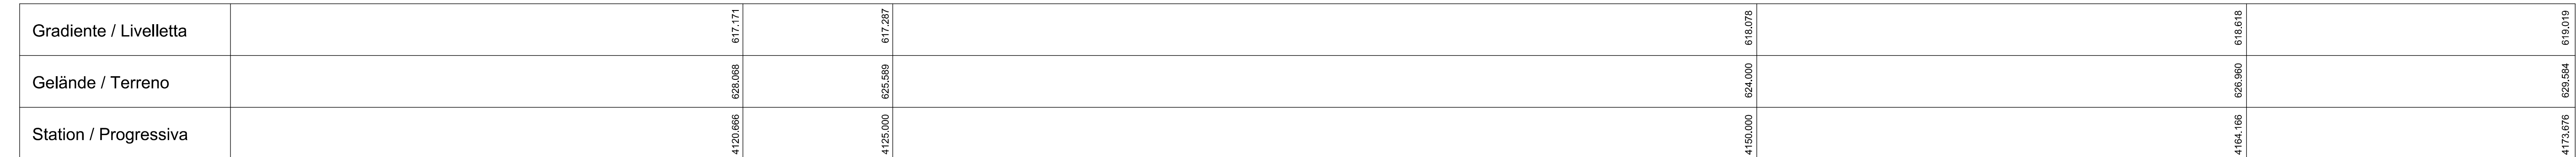 Gradiente / Livelletta 617.171 617.287 618.078 618.618 619.019
Gelände / Terreno 628.068 625.589 624.000 626.960 629.584
Station / Progressiva 4120.666 4125.000 4150.000 4164.166 4173.676